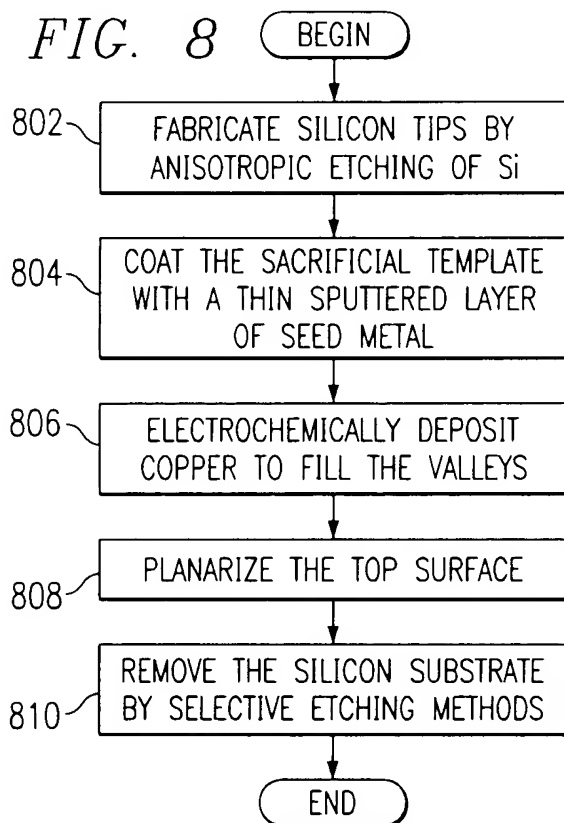 FIG. 8
BEGIN
802
FABRICATE SILICON TIPS BY
ANISOTROPIC ETCHING OF Si
804
COAT THE SACRIFICIAL TEMPLATE
WITH A THIN SPUTTERED LAYER
OF SEED METAL
806
ELECTROCHEMICALLY DEPOSIT
COPPER TO FILL THE VALLEYS
808
PLANARIZE THE TOP SURFACE
810
REMOVE THE SILICON SUBSTRATE
BY SELECTIVE ETCHING METHODS
END